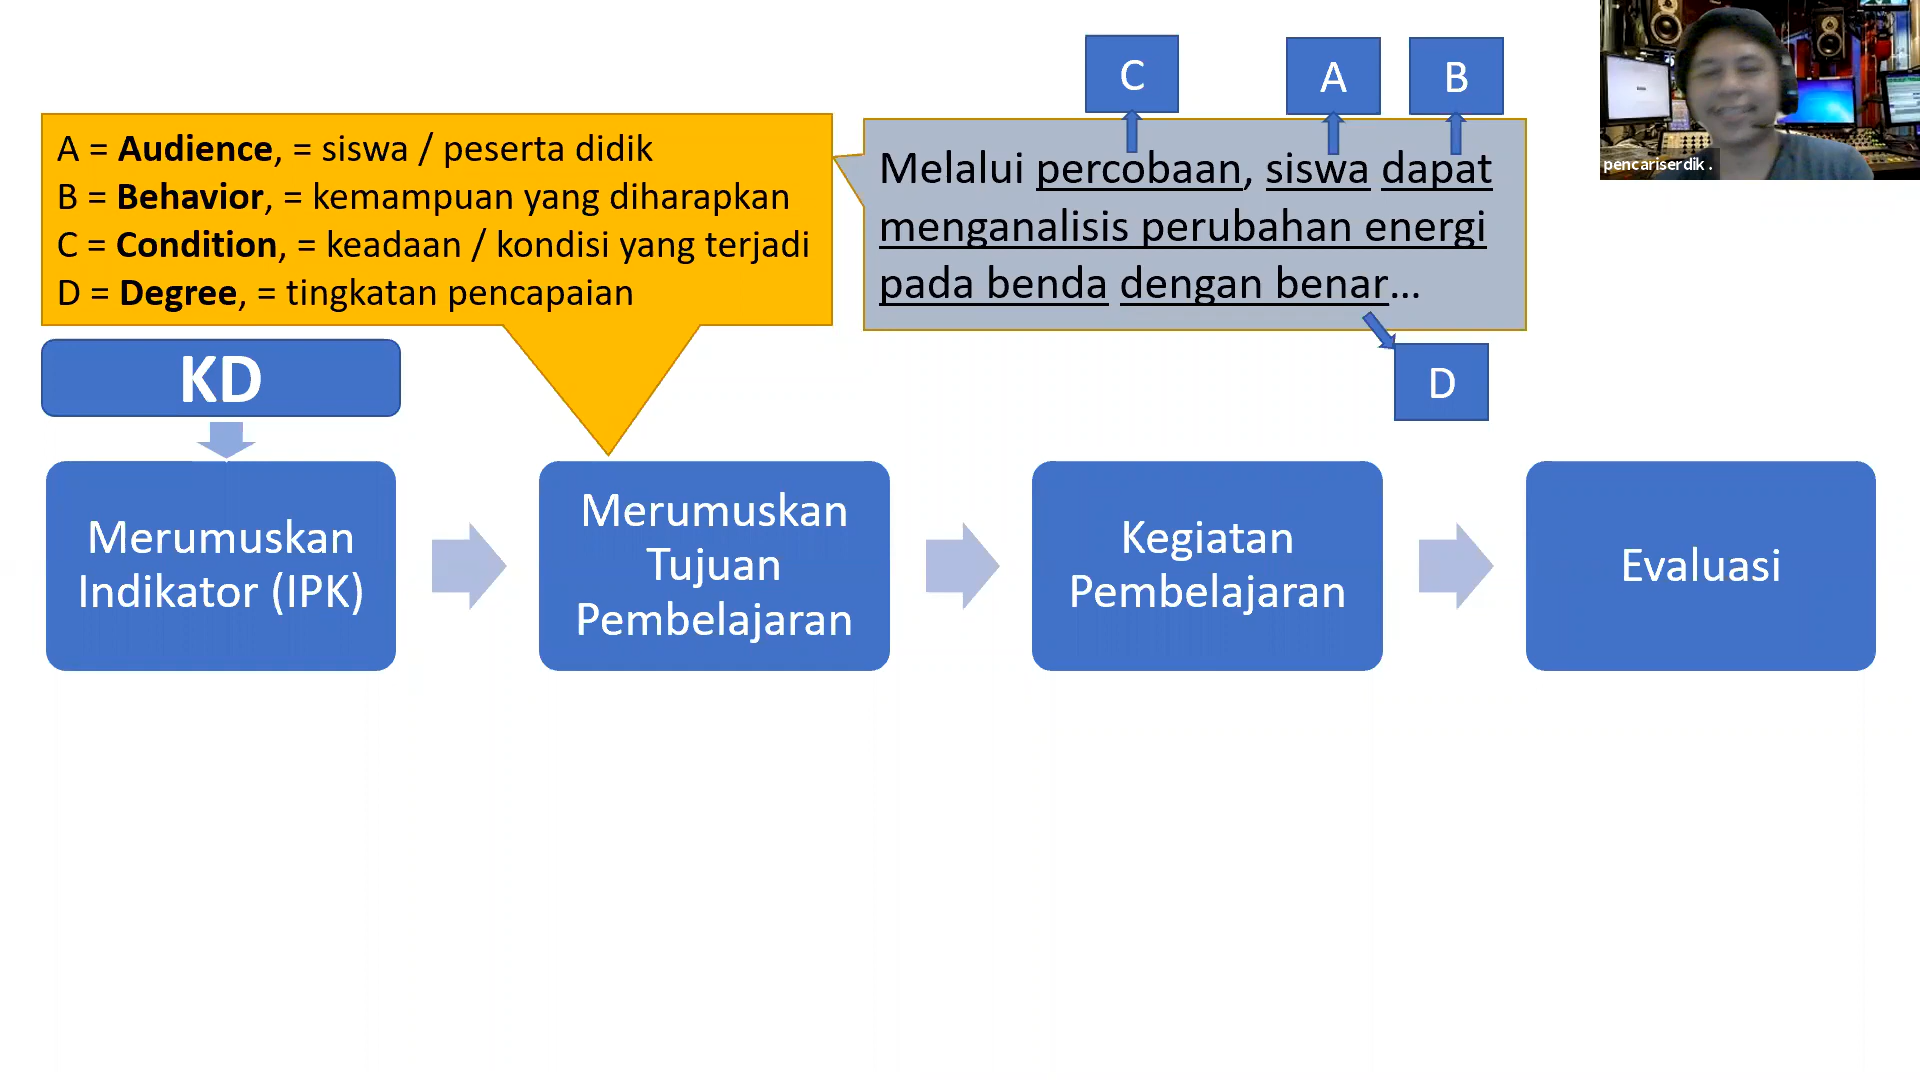 C
A
B
A = Audience, = siswa / peserta didik
B = Behavior, = kemampuan yang diharapkan
C = Condition, = keadaan / kondisi yang terjadi
D = Degree, = tingkatan pencapaian
Melalui percobaan, siswa dapat
menganalisis perubahan energi
pada benda dengan benar...
D
pencariserdik .
KD
Merumuskan
Indikator (IPK)
Merumuskan
Tujuan
Pembelajaran
Kegiatan
Pembelajaran
Evaluasi